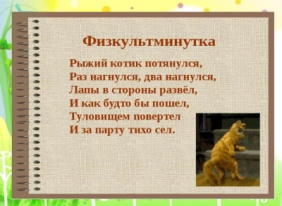 Физкультминутка
Рыжий котик потянулся,
Раз нагнулся, два нагнулся,
Лапы в стороны развёл,
И как будто бы пошел,
Туловищем повертел
И за парту тихо сел.